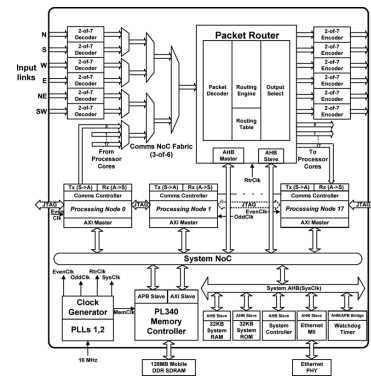 Input links
N
S
W
E
NE
SW
2-of-7 Decoder
2-of-7 Decoder
2-of-7 Decoder
2-of-7 Decoder
2-of-7 Decoder
2-of-7 Decoder
Comms NoC Fabric
(3-of-6)
Packet Router
Packet Decoder
Routing Engine
Routing Table
Output Select
AHB Master
AHB Slave
2-of-7 Encoder
2-of-7 Encoder
2-of-7 Encoder
2-of-7 Encoder
2-of-7 Encoder
2-of-7 Encoder
From Processor Cores
RtrClk
To Processor Cores
Tx (S->A) Rx (A->S)
Comms Controller
Processing Node 0
AXI Master
Tx (S->A) Rx (A->S)
Comms Controller
Processing Node 1
AXI Master
Tx (S->A) Rx (A->S)
Comms Controller
Processing Node 17
AXI Master
JTAG
JTAG
JTAG
JTAG
Even Clk
OddClk
EvenClk
System NoC
EvenClk
OddClk
RtrClk
SysClk
Clock Generator
PLLs 1,2
10 MHz
MemClk
APB Slave
AXI Slave
PL340 Memory Controller
128MB Mobile DDR SDRAM
System AHB(SysClk)
AHB Slave
32KB System RAM
AHB Slave
32KB System ROM
AHB Slave
System Controller
AHB Slave
Ethernet MII
AHB/APB Bridge
Watchdog Timer
Ethernet PHY